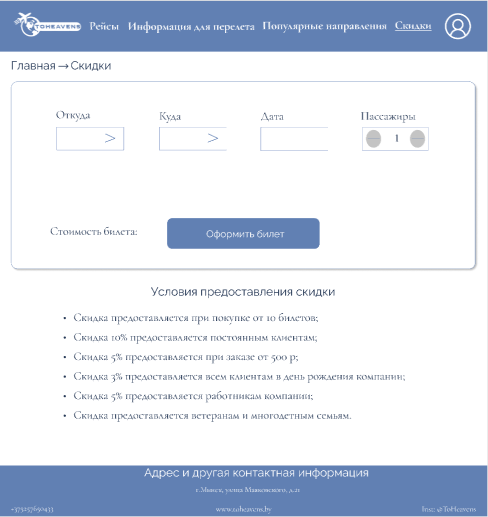 TOHEAVENS Рейсы Информация для перелета Популярные направления Скидки
Главная → Скидки
Откуда Куда Дата Пассажиры
> > − 1 +
Стоимость билета: Оформить билет
Условия предоставления скидки
• Скидка предоставляется при покупке от 10 билетов;
• Скидка 10% предоставляется постоянным клиентам;
• Скидка 5% предоставляется при заказе от 500 р;
• Скидка 3% предоставляется всем клиентам в день рождения компании;
• Скидка 5% предоставляется работникам компании;
• Скидка предоставляется ветеранам и многодетным семьям.
Адрес и другая контактная информация
г. Минск, улица Маяковского, д.21
www.toheavens.by Inst: @ToHeavens